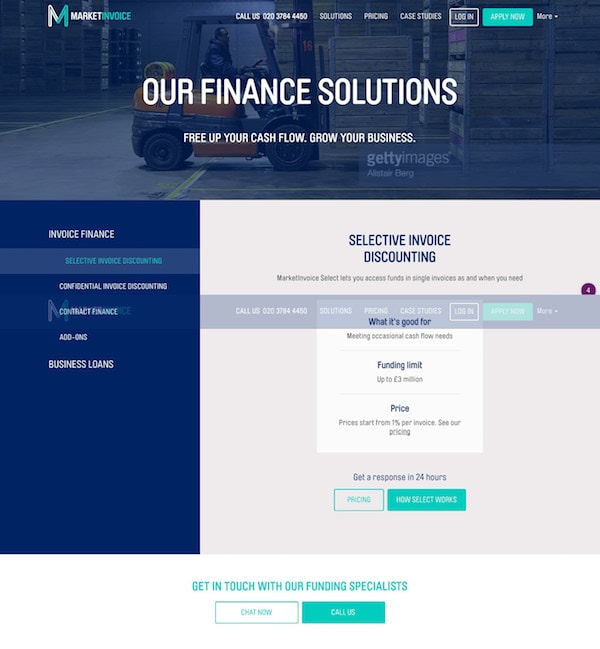 MARKETINVOICE
CALL US 020 3784 4450 SOLUTIONS PRICING CASE STUDIES LOG IN APPLY NOW More
OUR FINANCE SOLUTIONS
FREE UP YOUR CASH FLOW. GROW YOUR BUSINESS.
16
gettyimages®
Alistair Berg
INVOICE FINANCE
SELECTIVE INVOICE DISCOUNTING
CONFIDENTIAL INVOICE DISCOUNTING
CONTRACT FINANCE
ADD-ONS
BUSINESS LOANS
SELECTIVE INVOICE
DISCOUNTING
MarketInvoice Select lets you access funds in single invoices as and when you need
4
MARKETINVOICE
CALL US 020 3784 4450 SOLUTIONS PRICING CASE STUDIES LOG IN APPLY NOW More
What it's good for
Meeting occasional cash flow needs
Funding limit
Up to £3 million
Price
Prices start from 1% per invoice. See our
pricing
Get a response in 24 hours
PRICING HOW SELECT WORKS
GET IN TOUCH WITH OUR FUNDING SPECIALISTS
CHAT NOW CALL US